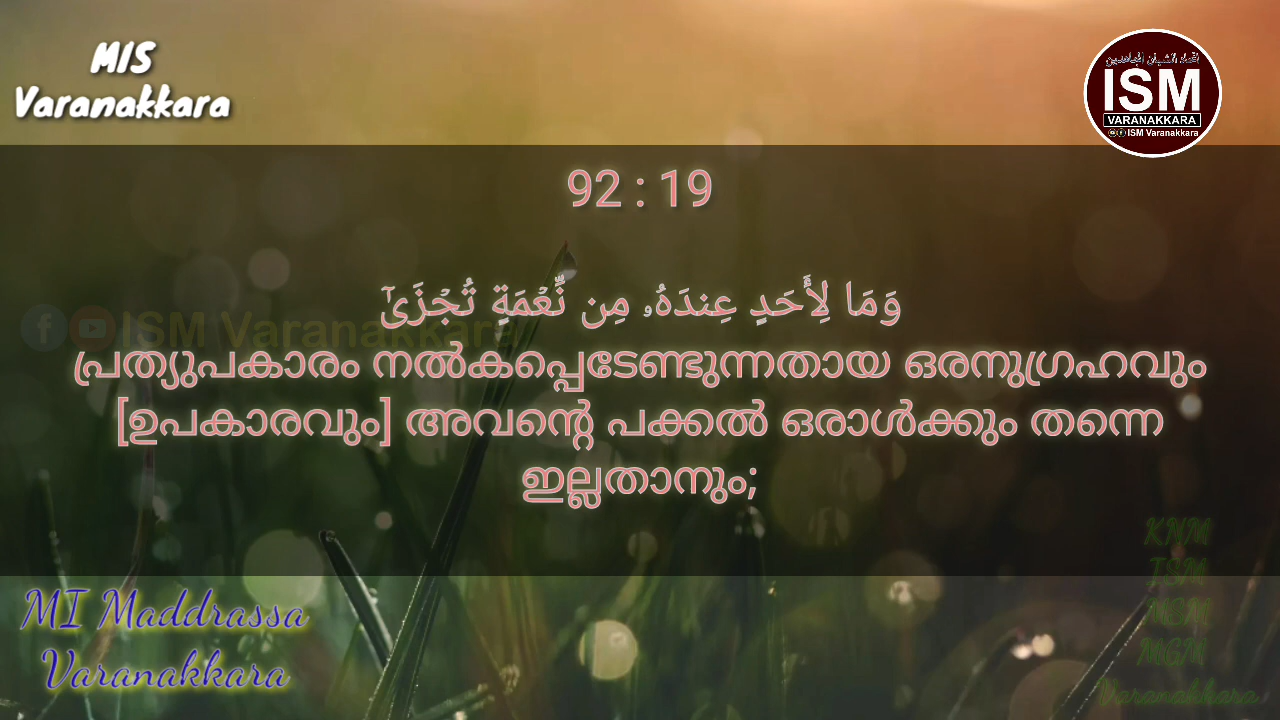 MIS
Varanakkara
ISM
VARANAKKARA
ISM Varanakkara
92 : 19
وَمَا لِأَحَدٍ عِندَهُۥ مِن نِّعْمَةٍ تُجْزَىٰٓ
ISM Varanakkara
പ്രത്യുപകാരം നൽകപ്പെടേണ്ടുന്നതായ ഒരനുഗ്രഹവും
[ഉപകാരവും] അവന്റെ പക്കൽ ഒരാൾക്കും തന്നെ
ഇല്ലതാനും;
KNM
ISM
MSM
MGM
Varanakkara
MI Maddrassa
Varanakkara